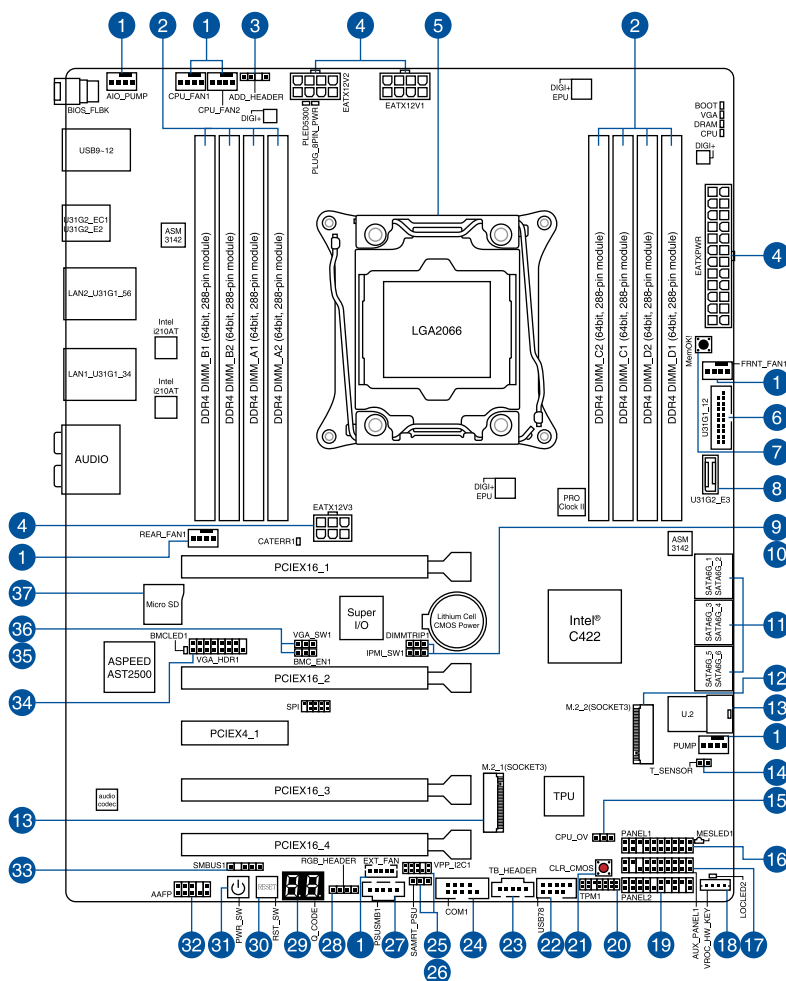 1
2
1
3
4
5
2
AIO_PUMP
CPU_FAN1
CPU_FAN2
ADD_HEADER
EATX12V2
EATX12V1
DIGI+
EPU
BOOT
VGA
DRAM
CPU
DIGI+
BIOS_FLBK
DIGI+
PLED5300
PLUG_8PIN_PWR
USB9~12
U31G2_EC1
U31G2_E2
ASM
3142
LAN2_U31G1_56
Intel
i210AT
LAN1_U31G1_34
Intel
i210AT
AUDIO
DDR4 DIMM_B1 (64bit, 288-pin module)
DDR4 DIMM_B2 (64bit, 288-pin module)
DDR4 DIMM_A1 (64bit, 288-pin module)
DDR4 DIMM_A2 (64bit, 288-pin module)
LGA2066
DDR4 DIMM_C2 (64bit, 288-pin module)
DDR4 DIMM_C1 (64bit, 288-pin module)
DDR4 DIMM_D2 (64bit, 288-pin module)
DDR4 DIMM_D1 (64bit, 288-pin module)
EATXPWR
4
MemOK!
FRNT_FAN1
1
U31G1_12
6
7
U31G2_E3
8
DIGI+
EPU
PRO
Clock II
4
EATX12V3
REAR_FAN1
1
CATERR1
ASM
3142
9
10
PCIEX16_1
37
Micro SD
Super
I/O
Lithium Cell
CMOS Power
Intel®
C422
SATA6G_1
SATA6G_2
SATA6G_3
SATA6G_4
SATA6G_5
SATA6G_6
11
36
35
BMCLED1
VGA_HDR1
VGA_SW1
BMC_EN1
DIMMTRIP1
IPMI_SW1
ASPEED
AST2500
34
PCIEX16_2
12
SPI
M.2_2(SOCKET3)
U.2
13
PCIEX4_1
PUMP
1
T_SENSOR
14
M.2_1(SOCKET3)
audio
codec
PCIEX16_3
TPU
13
15
CPU_OV
PCIEX16_4
PANEL1
MESLED1
16
33
SMBUS1
RGB_HEADER
EXT_FAN
VPP_I2C1
CLR_CMOS
TB_HEADER
AAFP
PWR_SW
RESET
RST_SW
88
Q_CODE
PSUSMB1
SAMRT_PSU
COM1
USB78
TPM1
PANEL2
AUX_PANEL1
VROC_HW_KEY
LOCLED2
32
31
30
29
28
1
27
25
26
24
23
22
21
20
19
18
17